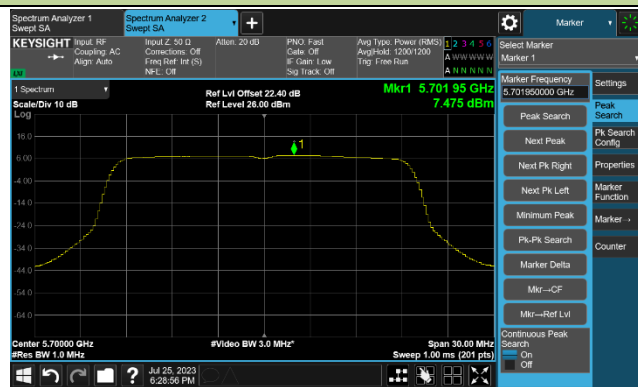 Spectrum Analyzer 1
Swept SA
Spectrum Analyzer 2
Swept SA
+
Marker
KEYSIGHT
Input: RF
Coupling: AC
Align: Auto
Input Z: 50 Ω
Corrections: Off
Freq Ref: Int (S)
NFE: Off
Atten: 20 dB
PNO: Fast
Gate: Off
IF Gain: Low
Sig Track: Off
Avg Type: Power (RMS)
Avg|Hold: 1200/1200
Trig: Free Run
1 2 3 4 5 6
A W W W W W
A N N N N N
LXI
Select Marker
Marker 1
1 Spectrum
Scale/Div 10 dB
Log
Ref Lvl Offset 22.40 dB
Ref Level 26.00 dBm
Mkr1 5.701 95 GHz
7.475 dBm
16.0
6.00
-4.00
-14.0
-24.0
-34.0
-44.0
-54.0
-64.0
1
Center 5.70000 GHz
#Res BW 1.0 MHz
#Video BW 3.0 MHz*
Span 30.00 MHz
Sweep 1.00 ms (201 pts)
Marker Frequency
5.701950000 GHz
Peak Search
Next Peak
Next Pk Right
Next Pk Left
Minimum Peak
Pk-Pk Search
Marker Delta
Mkr→CF
Mkr→Ref Lvl
Continuous Peak
Search
On
Off
Settings
Peak
Search
Pk Search
Config
Properties
Marker
Function
Marker→
Counter
?
Jul 25, 2023
6:28:56 PM